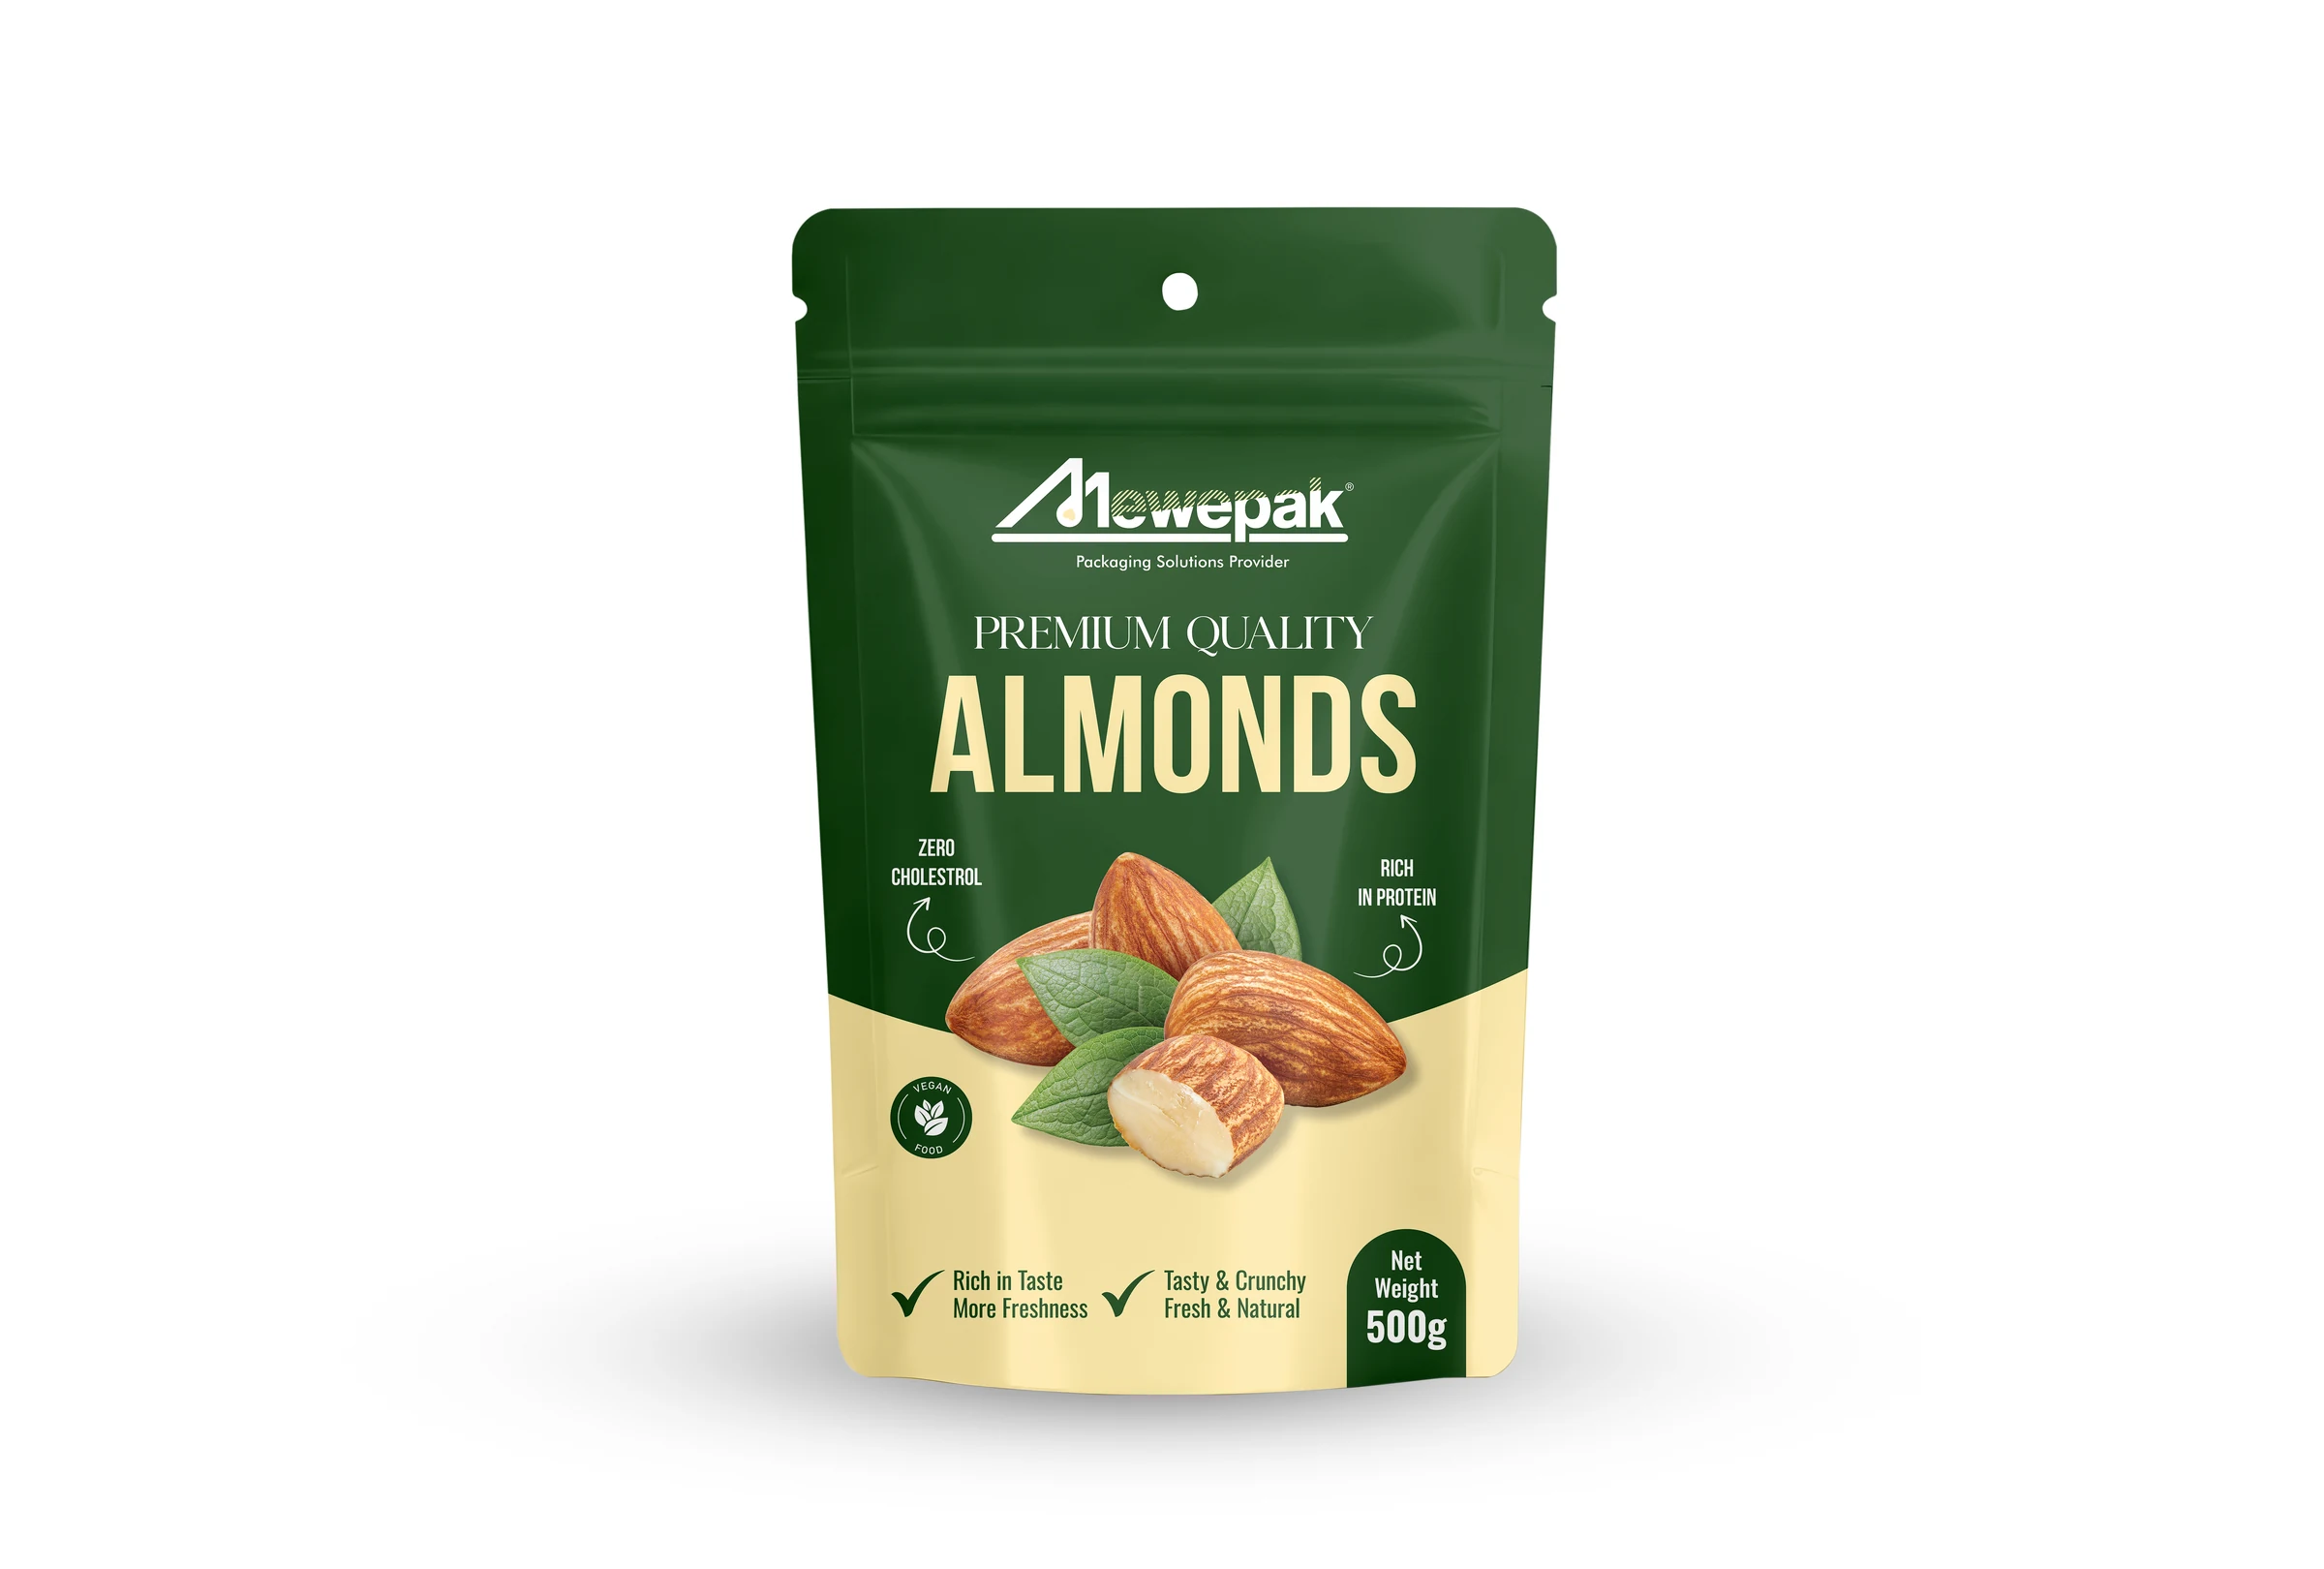 Mewepak®
Packaging Solutions Provider
PREMIUM QUALITY
ALMONDS
ZERO
CHOLESTROL
RICH
IN PROTEIN
VEGAN
FOOD
Rich in Taste
More Freshness
Tasty & Crunchy
Fresh & Natural
Net
Weight
500g